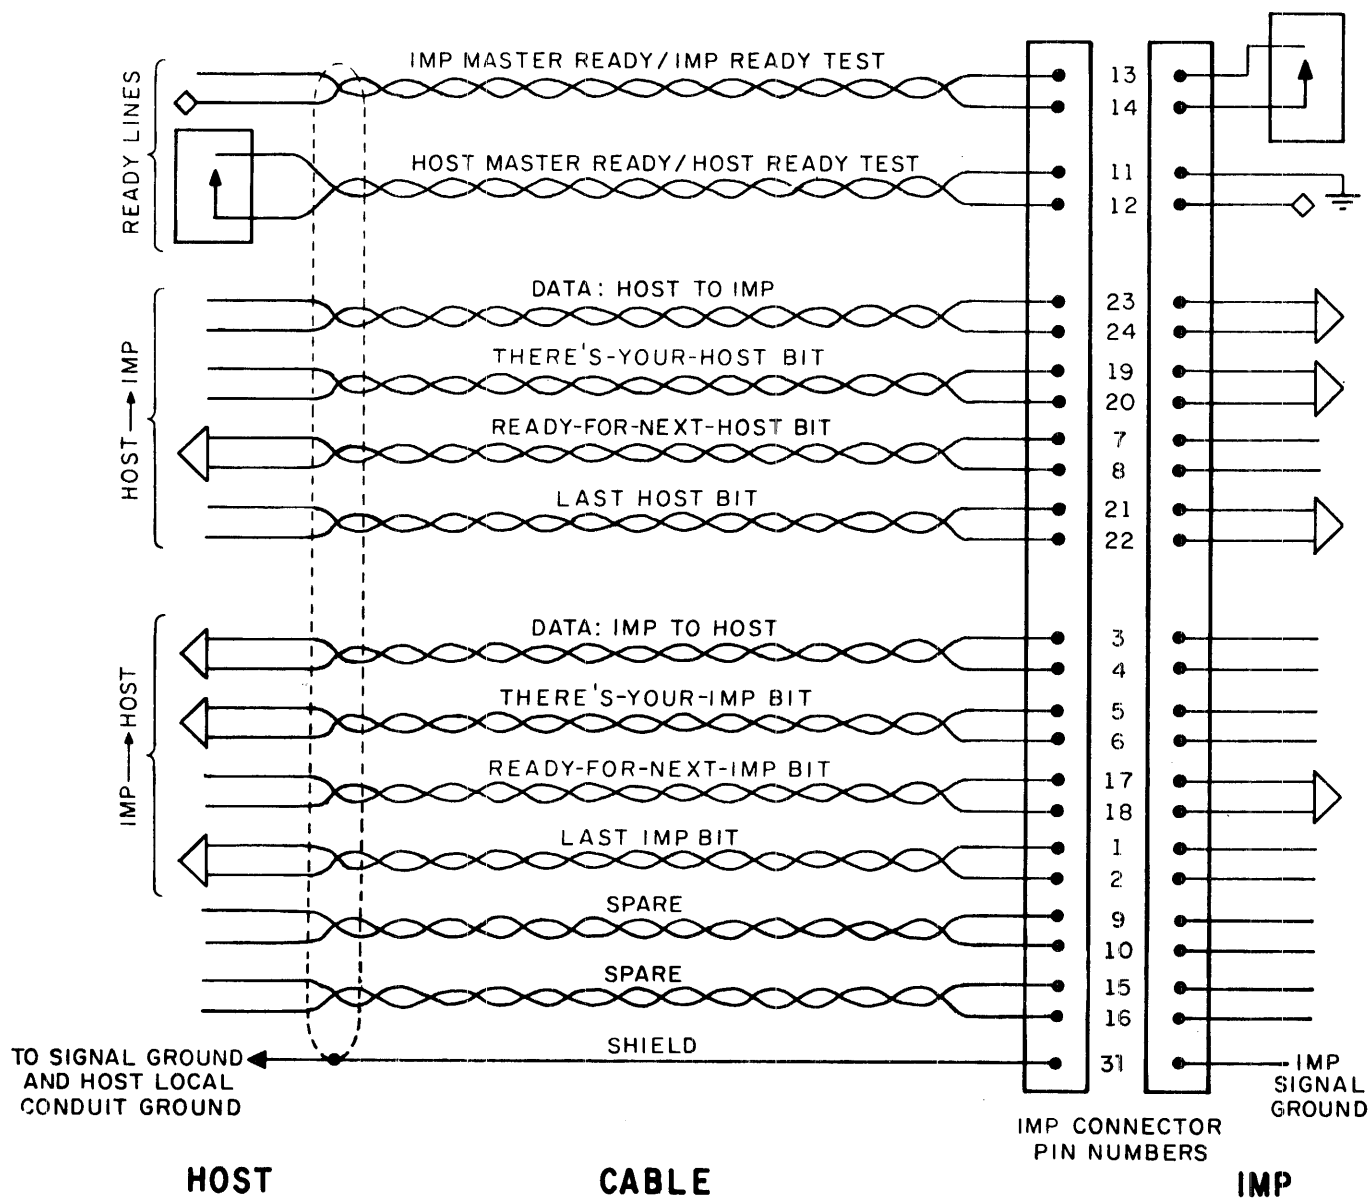 IMP MASTER READY/IMP READY TEST
13
14
READY LINES
HOST MASTER READY/HOST READY TEST
11
12
DATA: HOST TO IMP
23
24
HOST → IMP
THERE'S-YOUR-HOST BIT
19
20
READY-FOR-NEXT-HOST BIT
7
8
LAST HOST BIT
21
22
DATA: IMP TO HOST
3
4
IMP → HOST
THERE'S-YOUR-IMP BIT
5
6
READY-FOR-NEXT-IMP BIT
17
18
LAST IMP BIT
1
2
SPARE
9
10
SPARE
15
16
SHIELD
31
TO SIGNAL GROUND
AND HOST LOCAL
CONDUIT GROUND
IMP
SIGNAL
GROUND
IMP CONNECTOR
PIN NUMBERS
HOST
CABLE
IMP